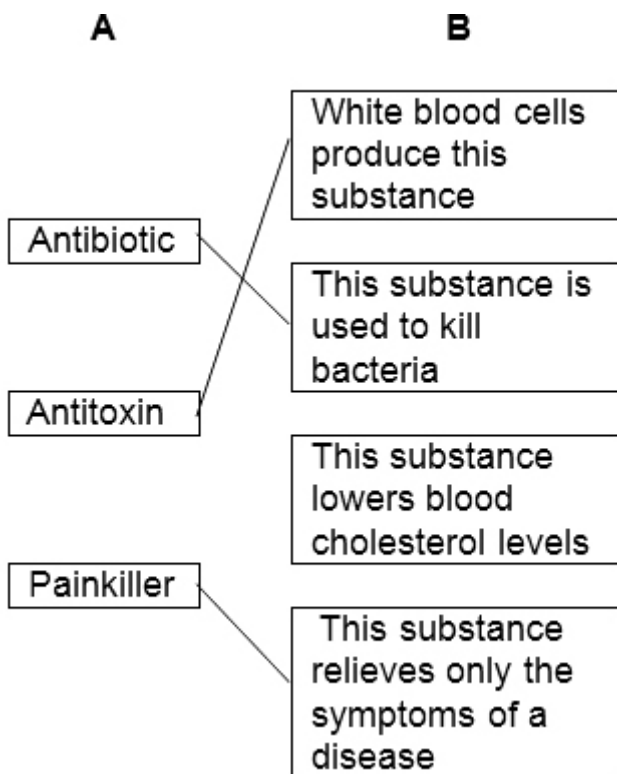 A
B
Antibiotic
Antitoxin
Painkiller
White blood cells
produce this
substance
This substance is
used to kill
bacteria
This substance
lowers blood
cholesterol levels
This substance
relieves only the
symptoms of a
disease